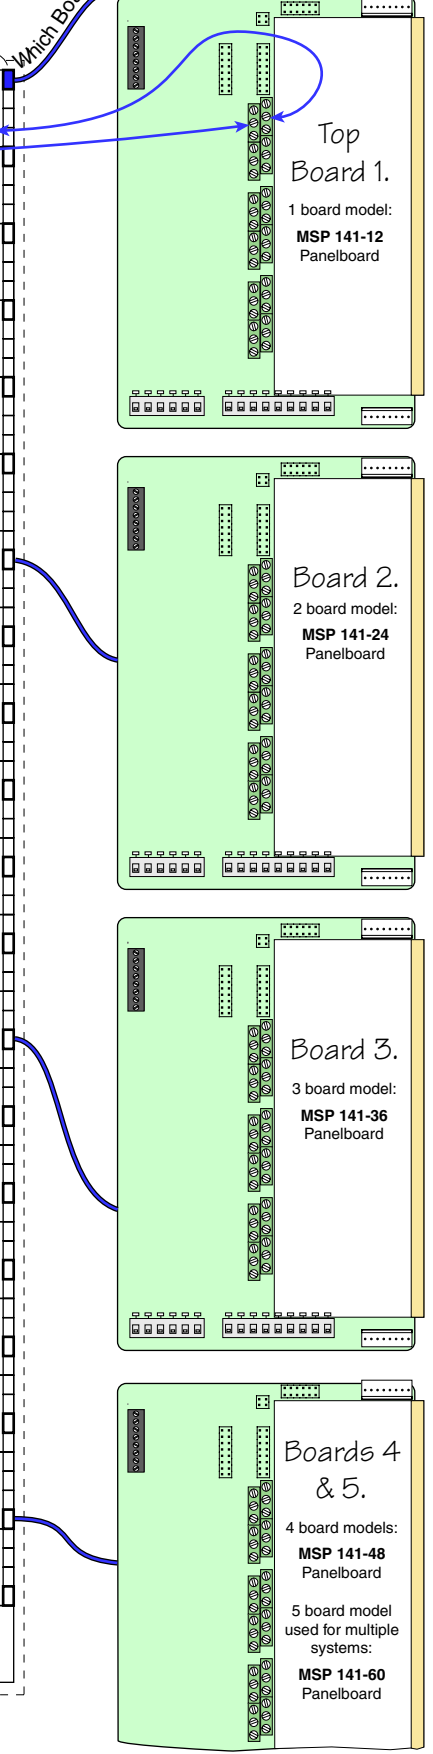 Which Boa
Top
Board 1.
1 board model:
MSP 141-12
Panelboard
Board 2.
2 board model:
MSP 141-24
Panelboard
Board 3.
3 board model:
MSP 141-36
Panelboard
Boards 4
& 5.
4 board models:
MSP 141-48
Panelboard
5 board model
used for multiple
systems:
MSP 141-60
Panelboard